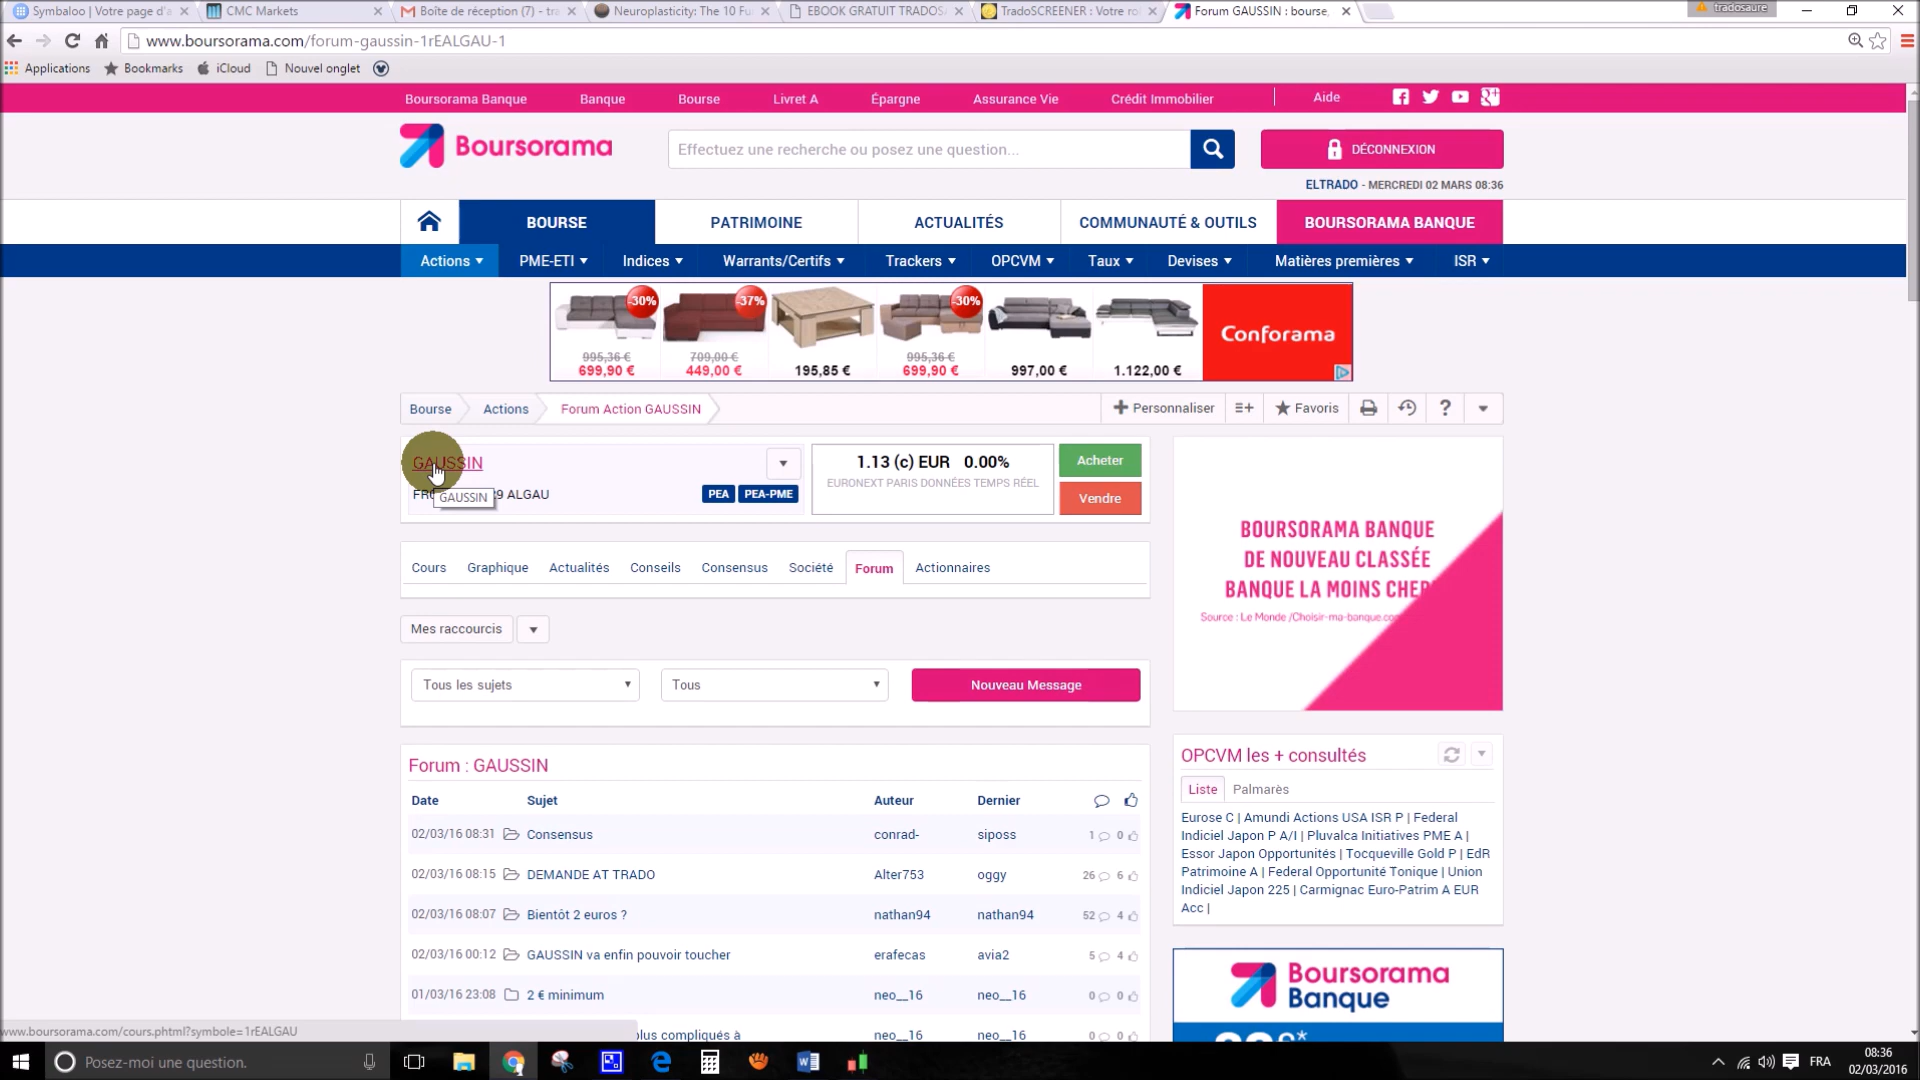 Symbaloo | Votre page d'a
CMC Markets
Boîte de réception (7) - tra
Neuroplasticity: The 10 Fu
EBOOK GRATUIT TRADOSA
TradoSCREENER : Votre ro
Forum GAUSSIN : bourse,
tradosaure
www.boursorama.com/forum-gaussin-1rEALGAU-1
Applications
Bookmarks
iCloud
Nouvel onglet
Boursorama Banque
Banque
Bourse
Livret A
Épargne
Assurance Vie
Crédit Immobilier
Aide
Boursorama
Effectuez une recherche ou posez une question...
DÉCONNEXION
ELTRADO - MERCREDI 02 MARS 08:36
BOURSE
PATRIMOINE
ACTUALITÉS
COMMUNAUTÉ & OUTILS
BOURSORAMA BANQUE
Actions
PME-ETI
Indices
Warrants/Certifs
Trackers
OPCVM
Taux
Devises
Matières premières
ISR
-30%
-37%
-30%
995,36 €
709,00 €
995,36 €
699,90 €
449,00 €
195,85 €
699,90 €
997,00 €
1.122,00 €
Conforama
Bourse
Actions
Forum Action GAUSSIN
Personnaliser
Favoris
?
GAUSSIN
9 ALGAU
GAUSSIN
PEA
PEA-PME
1.13 (c) EUR 0.00%
EURONEXT PARIS DONNÉES TEMPS RÉEL
Acheter
Vendre
BOURSORAMA BANQUE
DE NOUVEAU CLASSÉE
BANQUE LA MOINS CHER
Source : Le Monde /Choisir-ma-banque.co
Cours
Graphique
Actualités
Conseils
Consensus
Société
Forum
Actionnaires
Mes raccourcis
Tous les sujets
Tous
Nouveau Message
Forum : GAUSSIN
Date Sujet Auteur Dernier
02/03/16 08:31 Consensus conrad- siposs 1 0
02/03/16 08:15 DEMANDE AT TRADO Alter753 oggy 26 6
02/03/16 08:07 Bientôt 2 euros ? nathan94 nathan94 52 4
02/03/16 00:12 GAUSSIN va enfin pouvoir toucher erafecas avia2 5 4
01/03/16 23:08 2 € minimum neo__16 neo__16 0 0
plus compliqués à neo__16 neo__16 0 0
OPCVM les + consultés
Liste
Palmarès
Eurose C | Amundi Actions USA ISR P | Federal
Indiciel Japon P A/I | Pluvalca Initiatives PME A |
Essor Japon Opportunités | Tocqueville Gold P | EdR
Patrimoine A | Federal Opportunité Tonique | Union
Indiciel Japon 225 | Carmignac Euro-Patrim A EUR
Acc |
Boursorama
Banque
www.boursorama.com/cours.phtml?symbole=1rEALGAU
Posez-moi une question.
FRA
08:36
02/03/2016